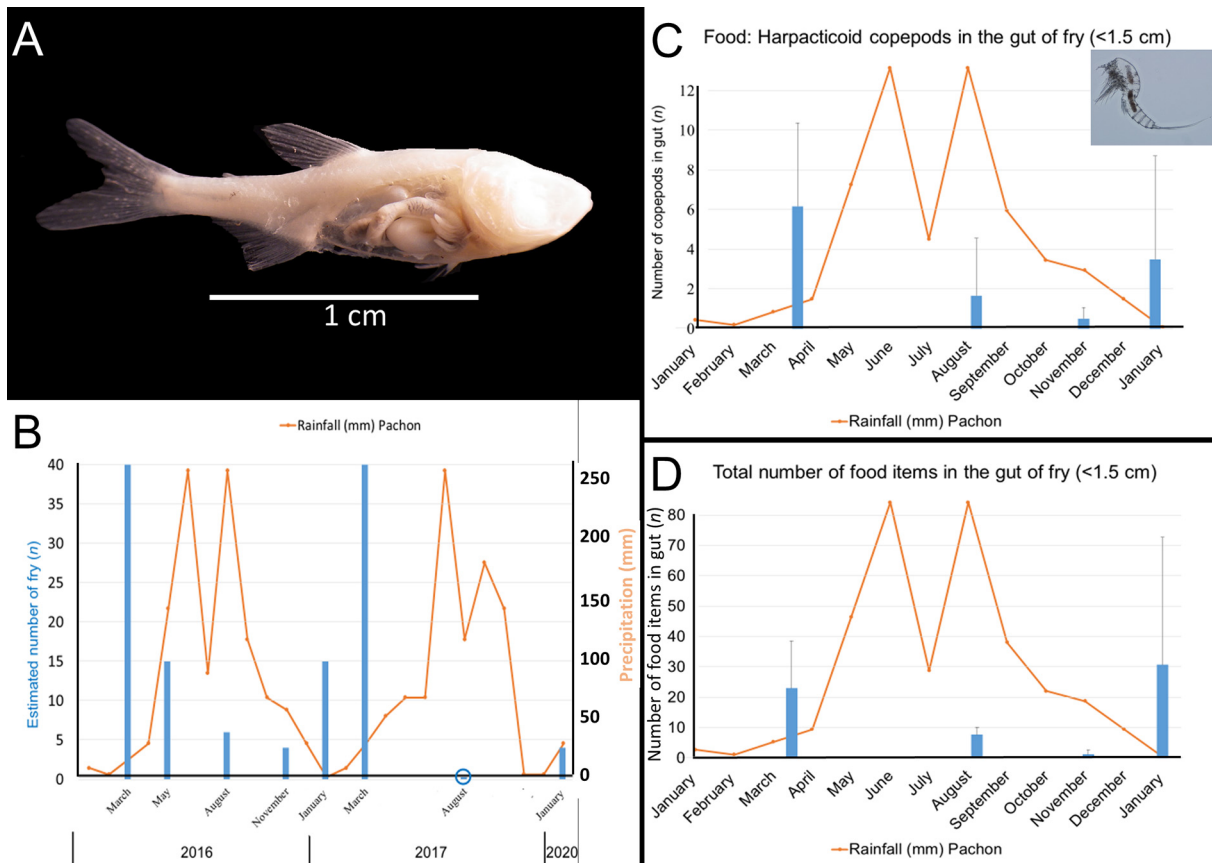 A
1 cm
B
Rainfall (mm) Pachon
Estimated number of fry (n)
40
35
30
25
20
15
10
5
0
250
200
150
100
50
0
Precipitation (mm)
March
May
August
November
January
March
August
January
2016
2017
2020
C
Food: Harpacticoid copepods in the gut of fry (<1.5 cm)
Number of copepods in gut (n)
12
10
8
6
4
2
0
January
February
March
April
May
June
July
August
September
October
November
December
January
Rainfall (mm) Pachon
D
Total number of food items in the gut of fry (<1.5 cm)
Number of food items in gut (n)
80
70
60
50
40
30
20
10
0
January
February
March
April
May
June
July
August
September
October
November
December
January
Rainfall (mm) Pachon